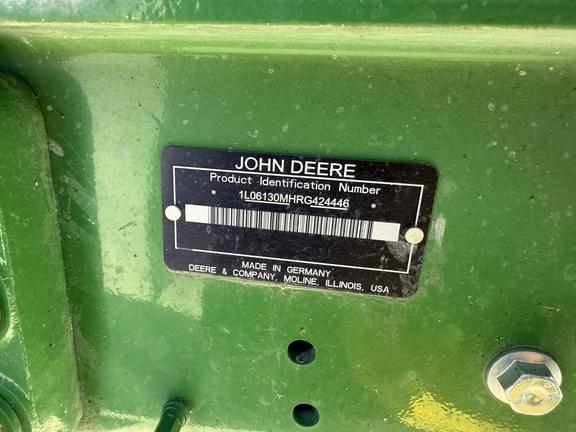 JOHN DEERE
Product Identification Number
1L06130MHRG424446
MADE IN GERMANY
DEERE & COMPANY, MOLINE, ILLINOIS, USA